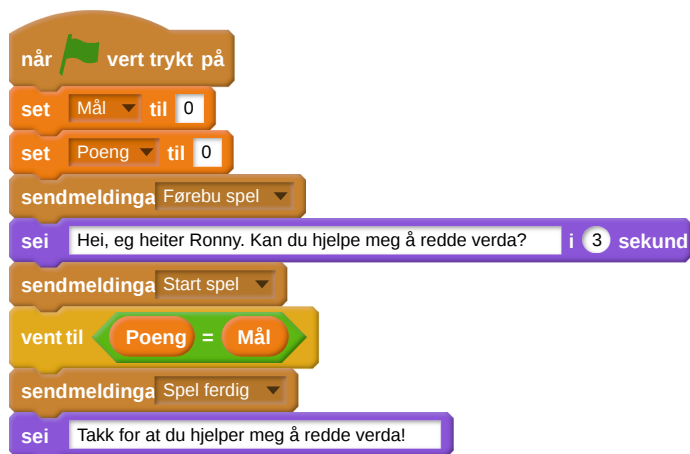 når vert trykt på
set Mål til 0
set Poeng til 0
sendmeldinga Førebu spel
sei Hei, eg heiter Ronny. Kan du hjelpe meg å redde verda? i 3 sekund
sendmeldinga Start spel
vent til Poeng = Mål
sendmeldinga Spel ferdig
sei Takk for at du hjelper meg å redde verda!